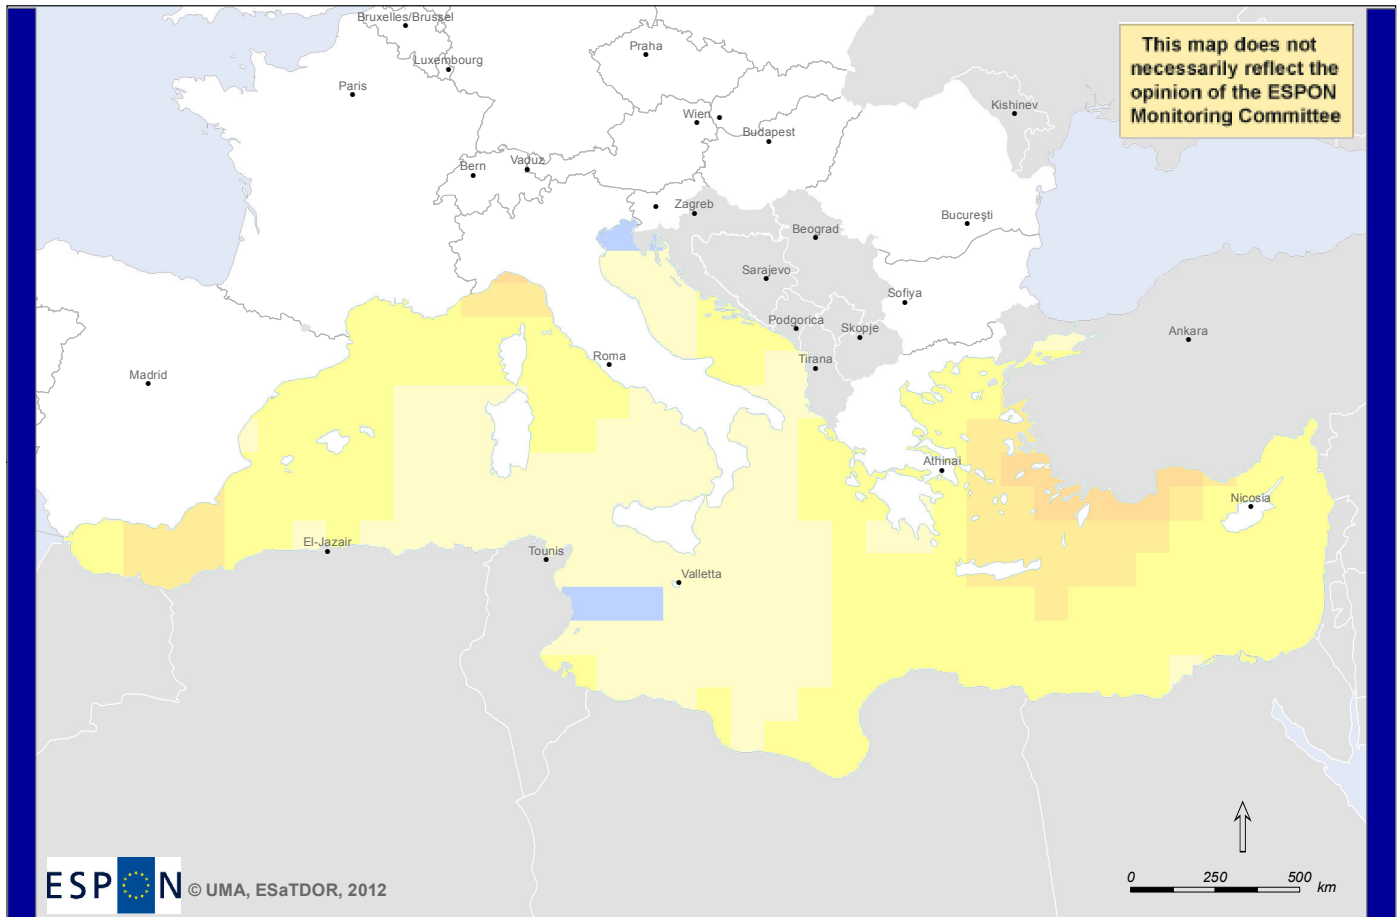 Bruxelles/Brussel
Praha
Luxembourg
Paris
This map does not
necessarily reflect the
opinion of the ESPON
Monitoring Committee
Kishinev
Wien
Budapest
Bern
Vaduz
Zagreb
Beograd
Bucureşti
Sarajevo
Sofiya
Podgorica
Skopje
Ankara
Roma
Tirana
Madrid
Athinai
Nicosia
El-Jazair
Tounis
Valletta
ESPON © UMA, ESaTDOR, 2012
0 250 500
km